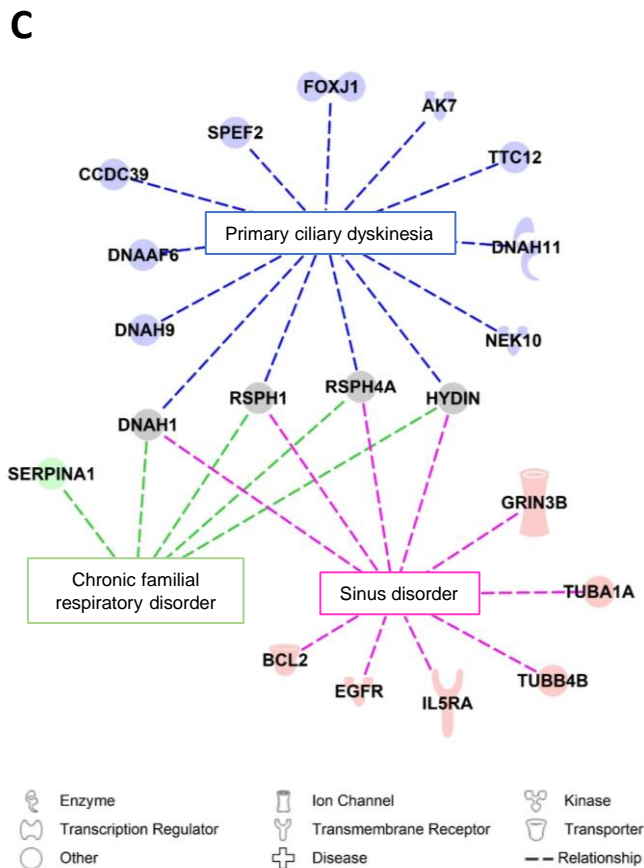 C
FOXJ1
AK7
SPEF2
TTC12
CCDC39
Primary ciliary dyskinesia
DNAAF6
DNAH11
DNAH9
NEK10
RSPH4A
RSPH1
HYDIN
DNAH1
SERPINA1
GRIN3B
Chronic familial
respiratory disorder
Sinus disorder
TUBA1A
BCL2
EGFR
IL5RA
TUBB4B
Enzyme
Ion Channel
Kinase
Transcription Regulator
Transmembrane Receptor
Transporter
Other
Disease
Relationship